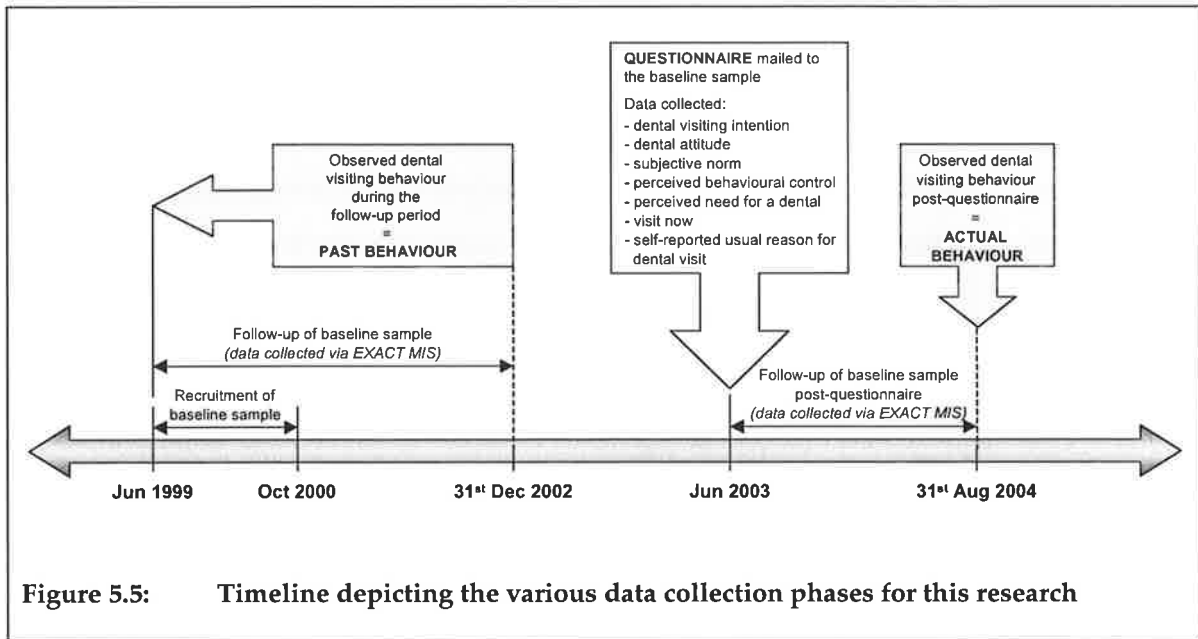 QUESTIONNAIRE mailed to
the baseline sample
Data collected:
- dental visiting intention
- dental attitude
- subjective norm
- perceived behavioural control
- perceived need for a dental
- visit now
- self-reported usual reason for
dental visit
Observed dental
visiting behaviour
during the
follow-up period
=
PAST BEHAVIOUR
Observed dental
visiting behaviour
post-questionnaire
=
ACTUAL
BEHAVIOUR
Follow-up of baseline sample
(data collected via EXACT MIS)
Recruitment of
baseline sample
Follow-up of baseline sample
post-questionnaire
(data collected via EXACT MIS)
Jun 1999 Oct 2000 31st Dec 2002 Jun 2003 31st Aug 2004
Figure 5.5: Timeline depicting the various data collection phases for this research